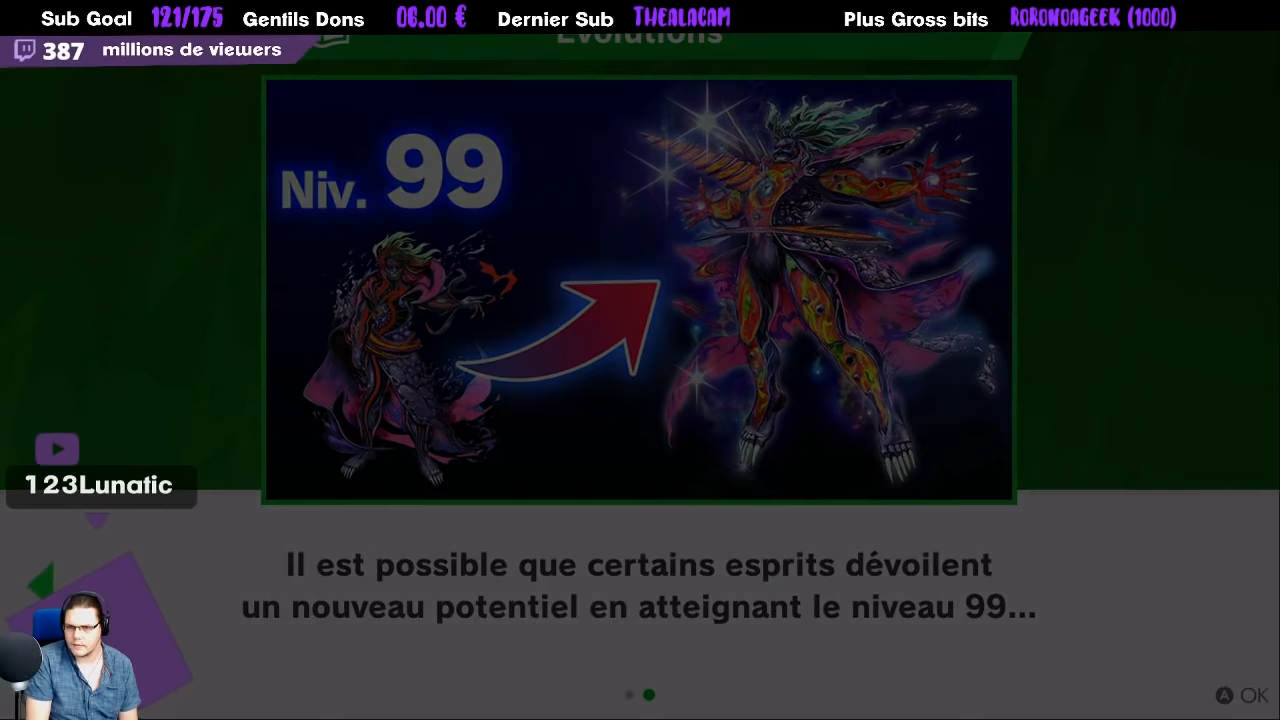 Sub Goal 121/175 Gentils Dons 06.00 € Dernier Sub THEALACAM Plus Gross bits RORONOAGEEK (1000)
387 millions de viewers
Évolutions
Niv. 99
123Lunatic
Il est possible que certains esprits dévoilent
un nouveau potentiel en atteignant le niveau 99...
A OK